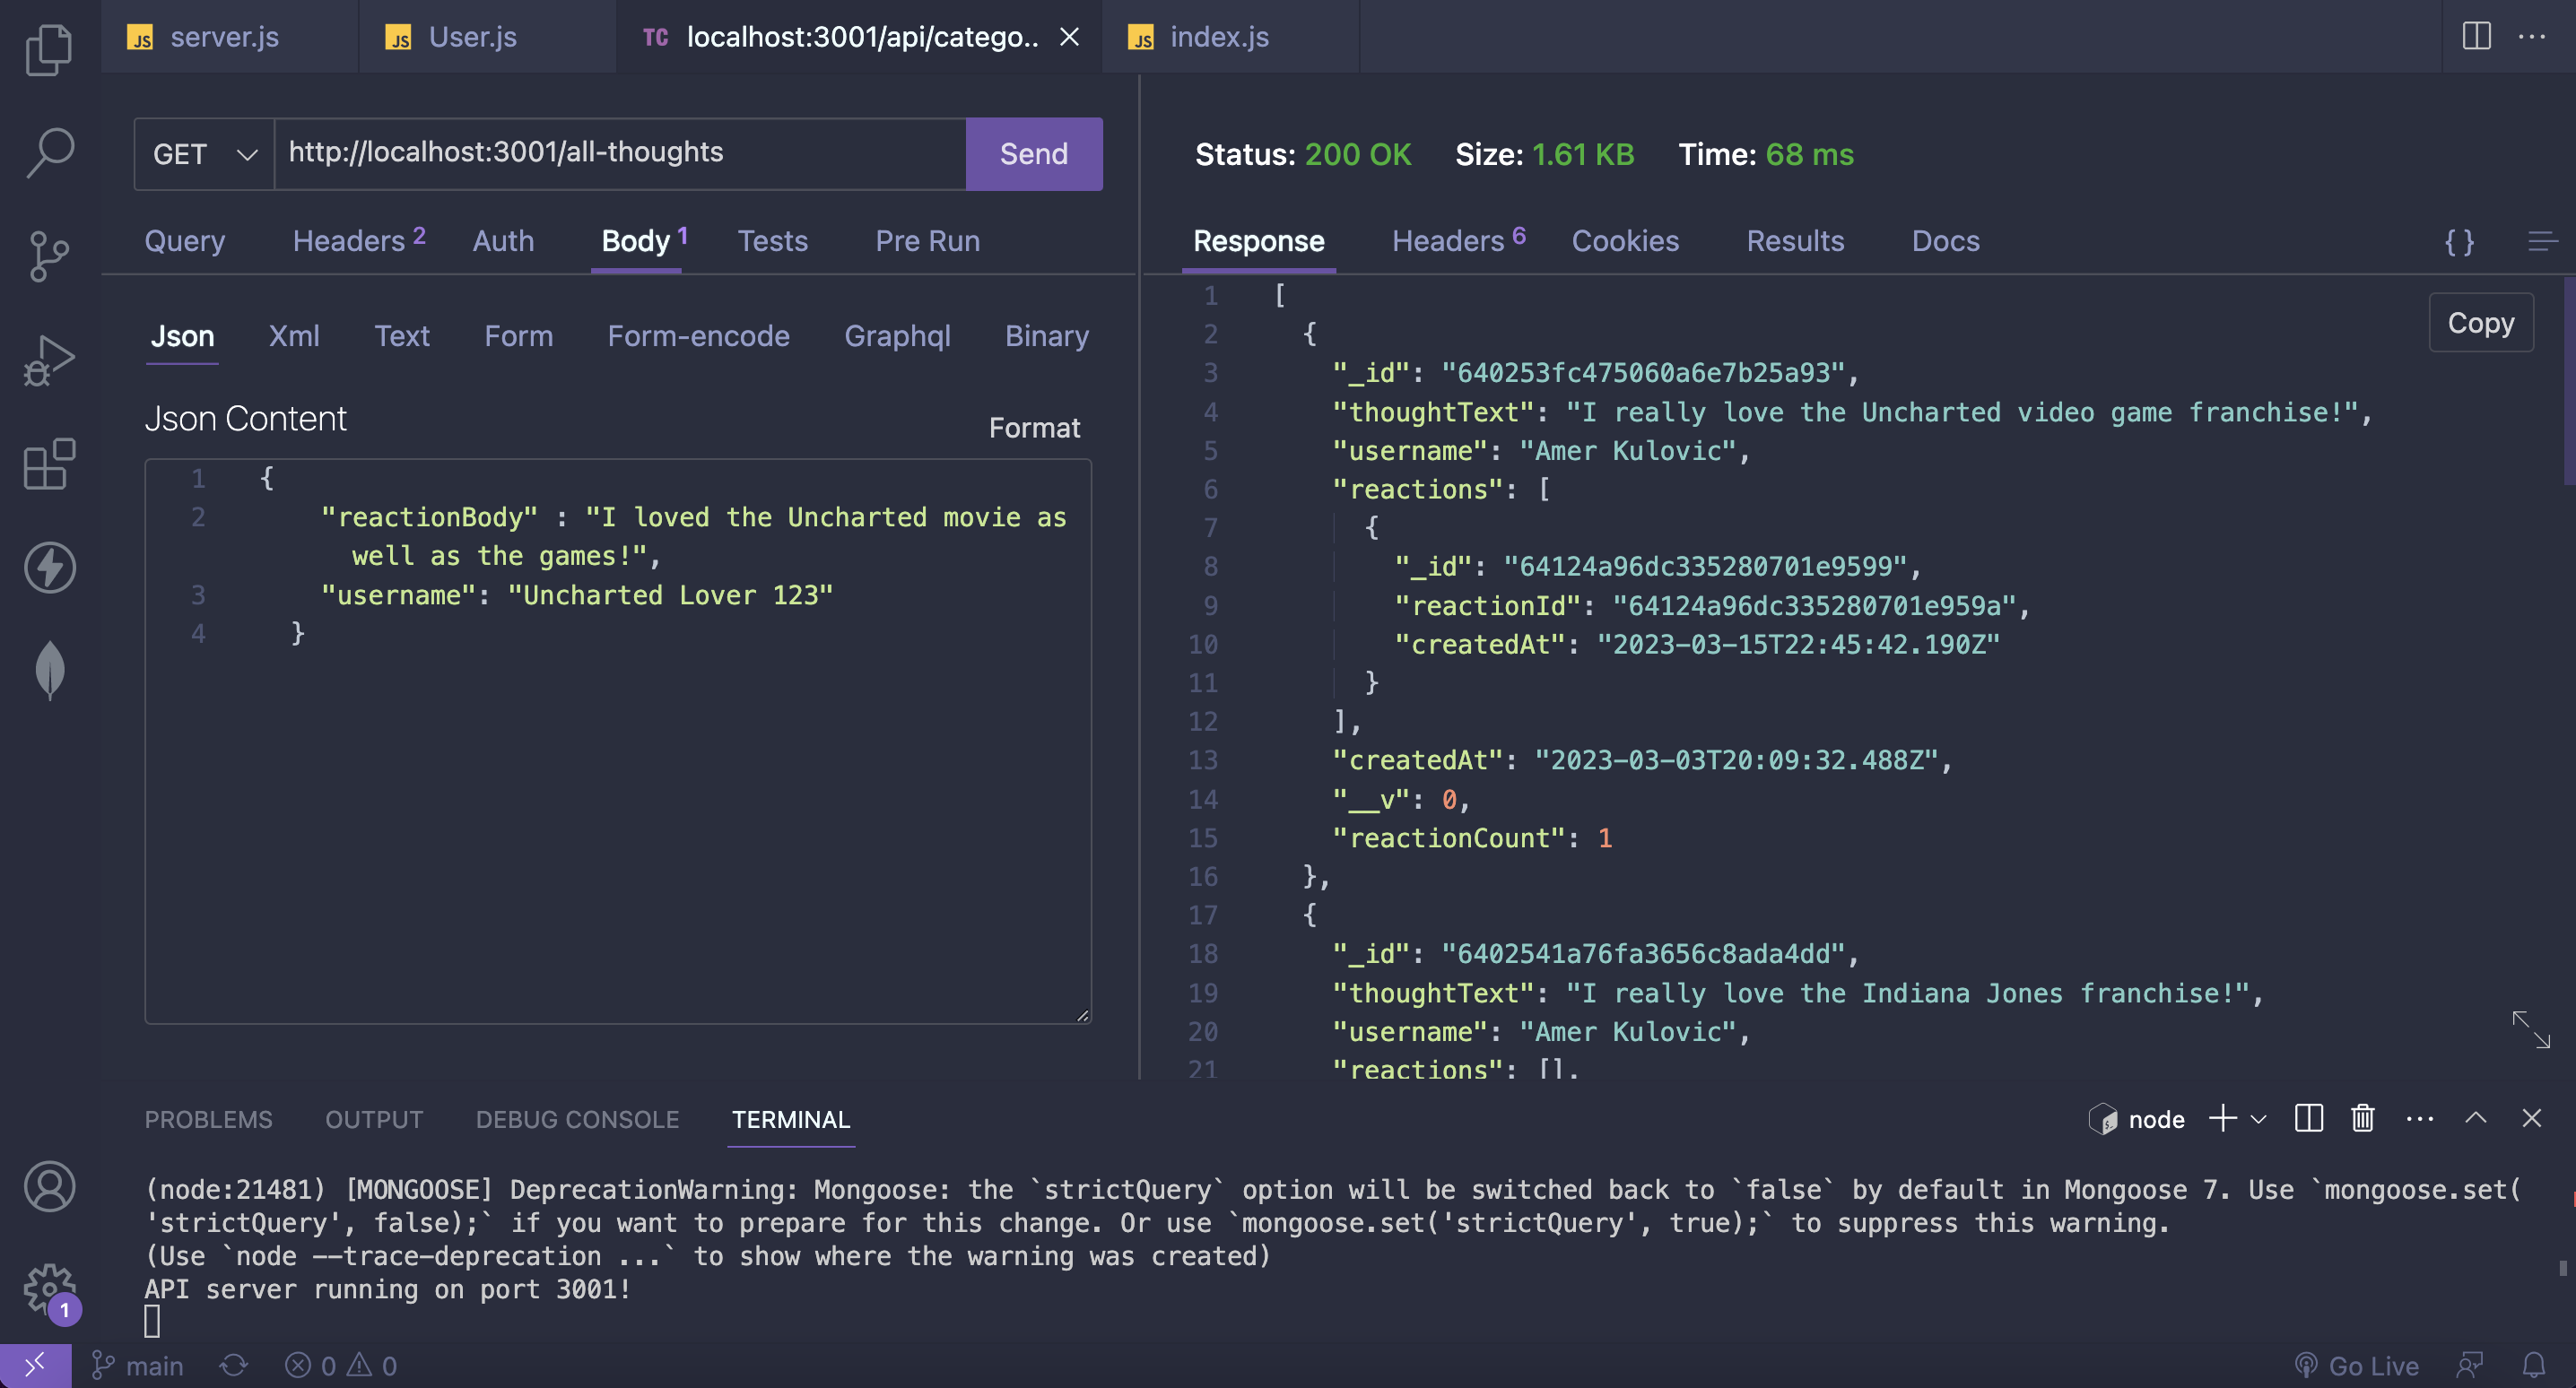 JS server.js JS User.js TC localhost:3001/api/catego.. JS index.js
GET http://localhost:3001/all-thoughts Send
Query Headers 2 Auth Body 1 Tests Pre Run
Json Xml Text Form Form-encode Graphql Binary
Json Content
Format
1 {
2 "reactionBody" : "I loved the Uncharted movie as
well as the games!",
3 "username": "Uncharted Lover 123"
4 }
Status: 200 OK Size: 1.61 KB Time: 68 ms
Response Headers 6 Cookies Results Docs {}
Copy
1 [
2 {
3 "_id": "640253fc475060a6e7b25a93",
4 "thoughtText": "I really love the Uncharted video game franchise!",
5 "username": "Amer Kulovic",
6 "reactions": [
7 {
8 "_id": "64124a96dc335280701e9599",
9 "reactionId": "64124a96dc335280701e959a",
10 "createdAt": "2023-03-15T22:45:42.190Z"
11 }
12 ],
13 "createdAt": "2023-03-03T20:09:32.488Z",
14 "__v": 0,
15 "reactionCount": 1
16 },
17 {
18 "_id": "6402541a76fa3656c8ada4dd",
19 "thoughtText": "I really love the Indiana Jones franchise!",
20 "username": "Amer Kulovic",
21 "reactions": [],
PROBLEMS OUTPUT DEBUG CONSOLE TERMINAL node
(node:21481) [MONGOOSE] DeprecationWarning: Mongoose: the `strictQuery` option will be switched back to `false` by default in Mongoose 7. Use `mongoose.set(
'strictQuery', false);` if you want to prepare for this change. Or use `mongoose.set('strictQuery', true);` to suppress this warning.
(Use `node --trace-deprecation ...` to show where the warning was created)
API server running on port 3001!
1
main 0 0 Go Live